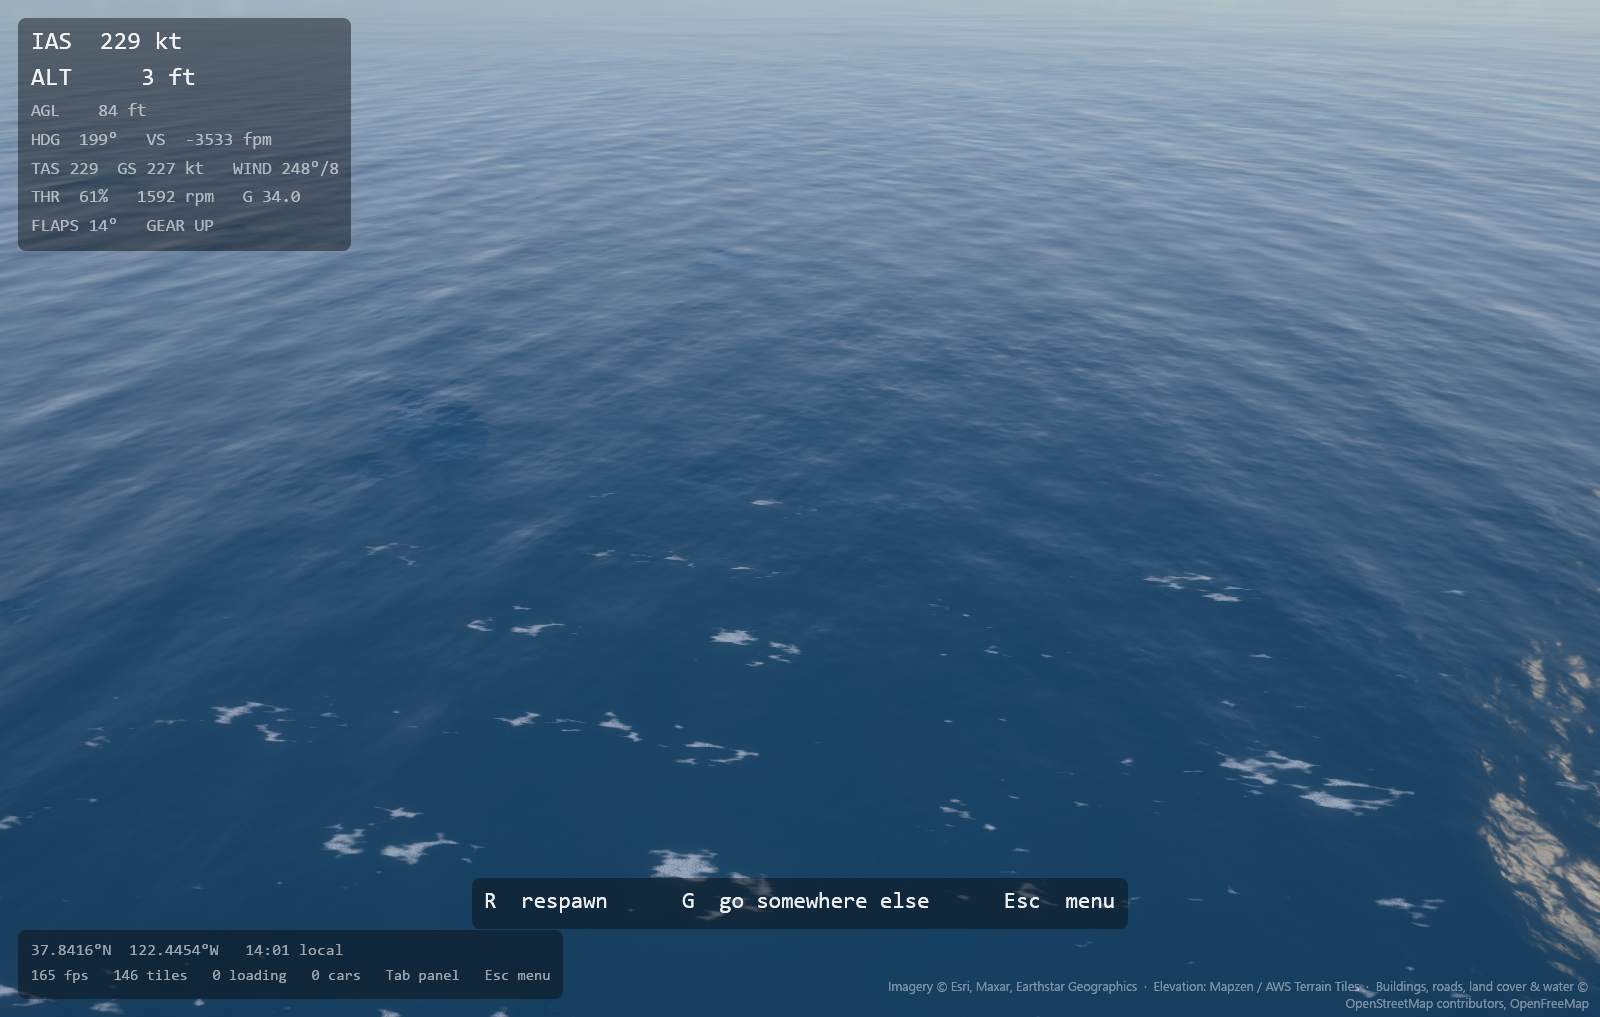 IAS 229 kt
ALT 3 ft
AGL 84 ft
HDG 199° VS -3533 fpm
TAS 229 GS 227 kt WIND 248°/8
THR 61% 1592 rpm G 34.0
FLAPS 14° GEAR UP
R respawn G go somewhere else Esc menu
37.8416°N 122.4454°W 14:01 local
165 fps 146 tiles 0 loading 0 cars Tab panel Esc menu
Imagery © Esri, Maxar, Earthstar Geographics · Elevation: Mapzen / AWS Terrain Tiles · Buildings, roads, land cover & water ©
OpenStreetMap contributors, OpenFreeMap